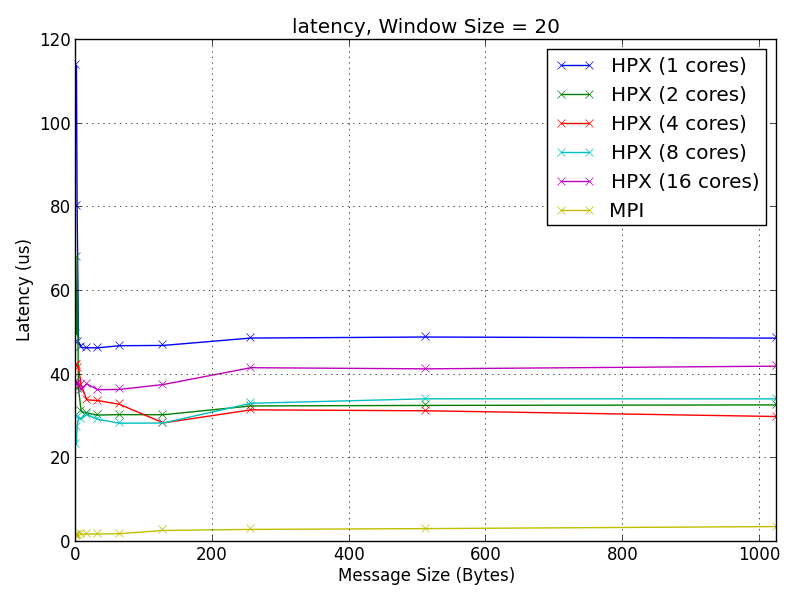 latency, Window Size = 20
120
100
80
60
40
20
0
Latency (us)
HPX (1 cores)
HPX (2 cores)
HPX (4 cores)
HPX (8 cores)
HPX (16 cores)
MPI
0 200 400 600 800 1000
Message Size (Bytes)